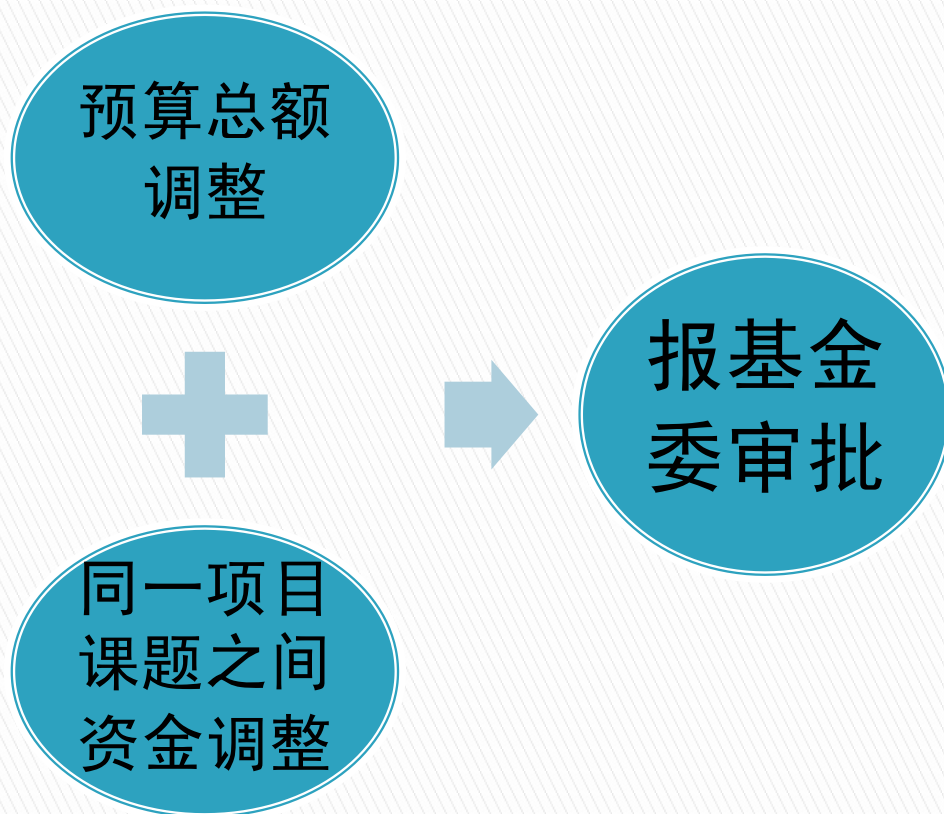 预算总额
调整
同一项目
课题之间
资金调整
报基金
委审批